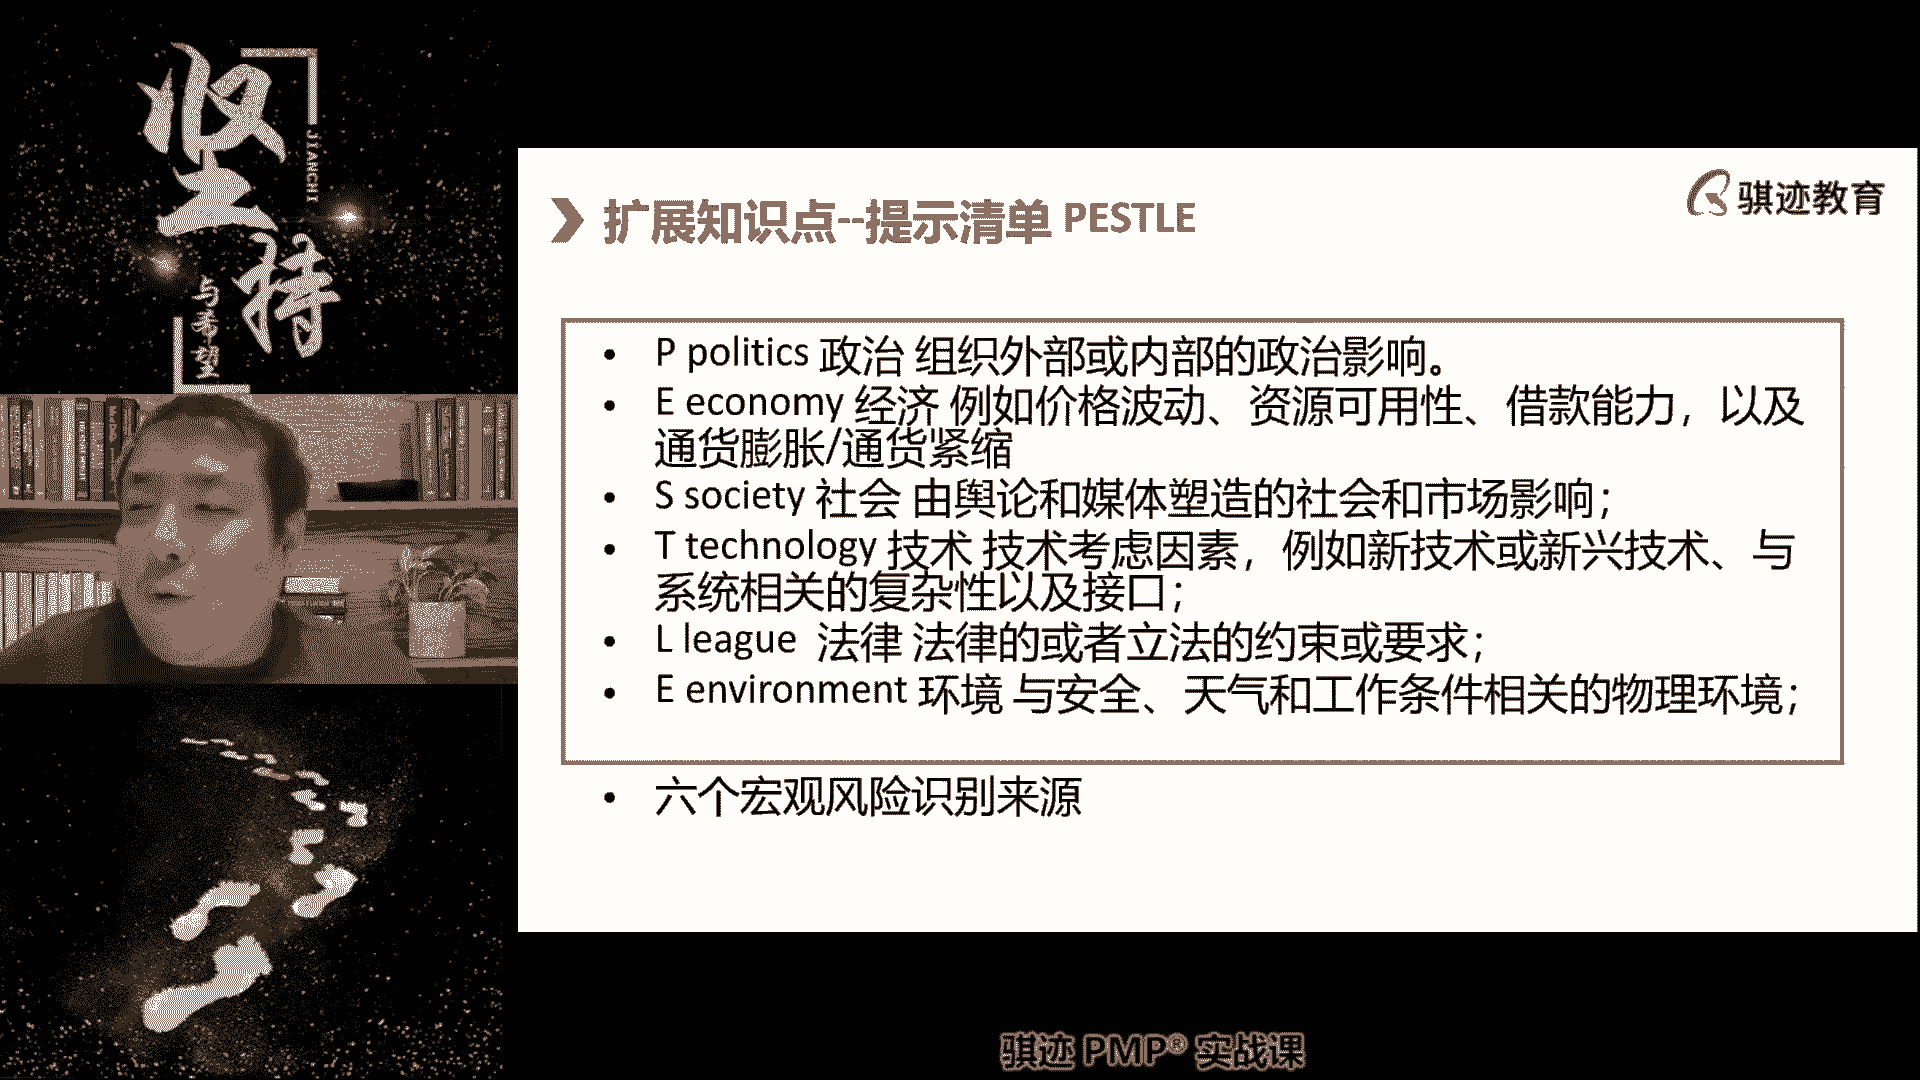 坚持
JIANCHI
与希望
骐迹教育
扩展知识点--提示清单 PESTLE
• P politics 政治 组织外部或内部的政治影响。
• E economy 经济 例如价格波动、资源可用性、借款能力，以及
通货膨胀/通货紧缩
• S society 社会 由舆论和媒体塑造的社会和市场影响；
• T technology 技术 技术考虑因素，例如新技术或新兴技术、与
系统相关的复杂性以及接口；
• L league 法律 法律的或者立法的约束或要求；
• E environment 环境 与安全、天气和工作条件相关的物理环境；
• 六个宏观风险识别来源
骐迹 PMP® 实战课